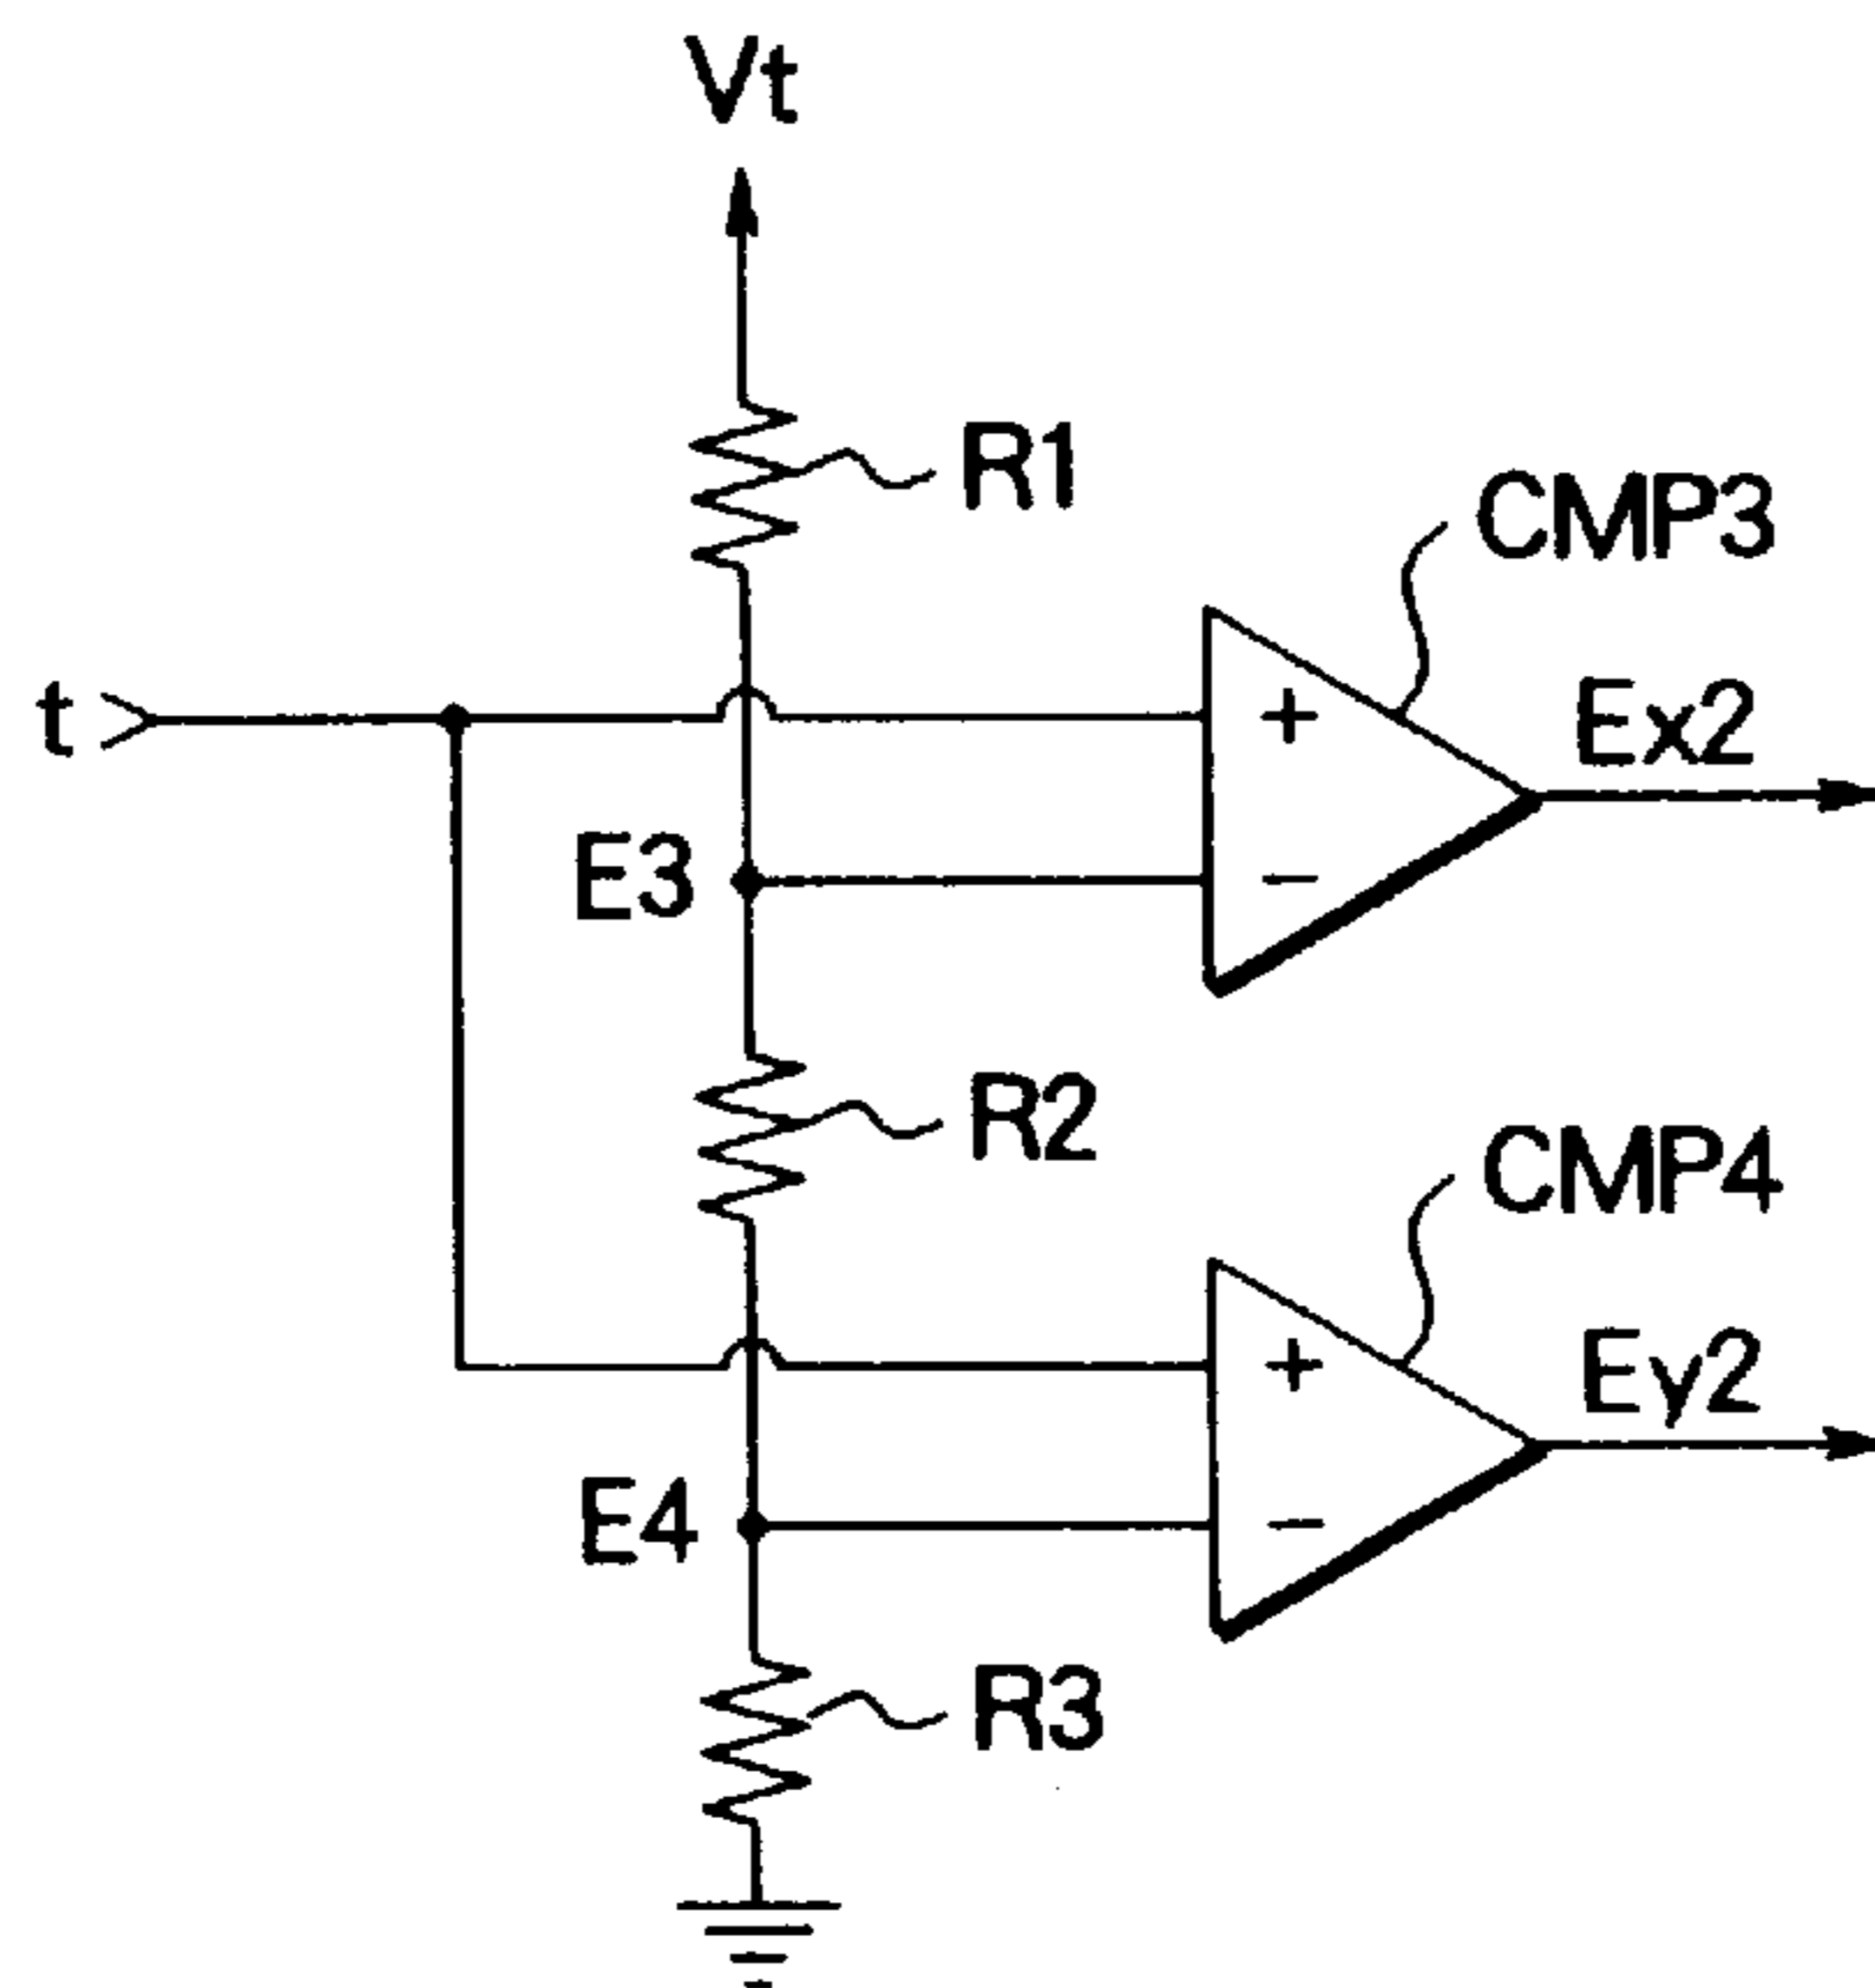 Vt
R1
CMP3
t
+
Ex2
E3
−
R2
CMP4
+
Ey2
E4
−
R3